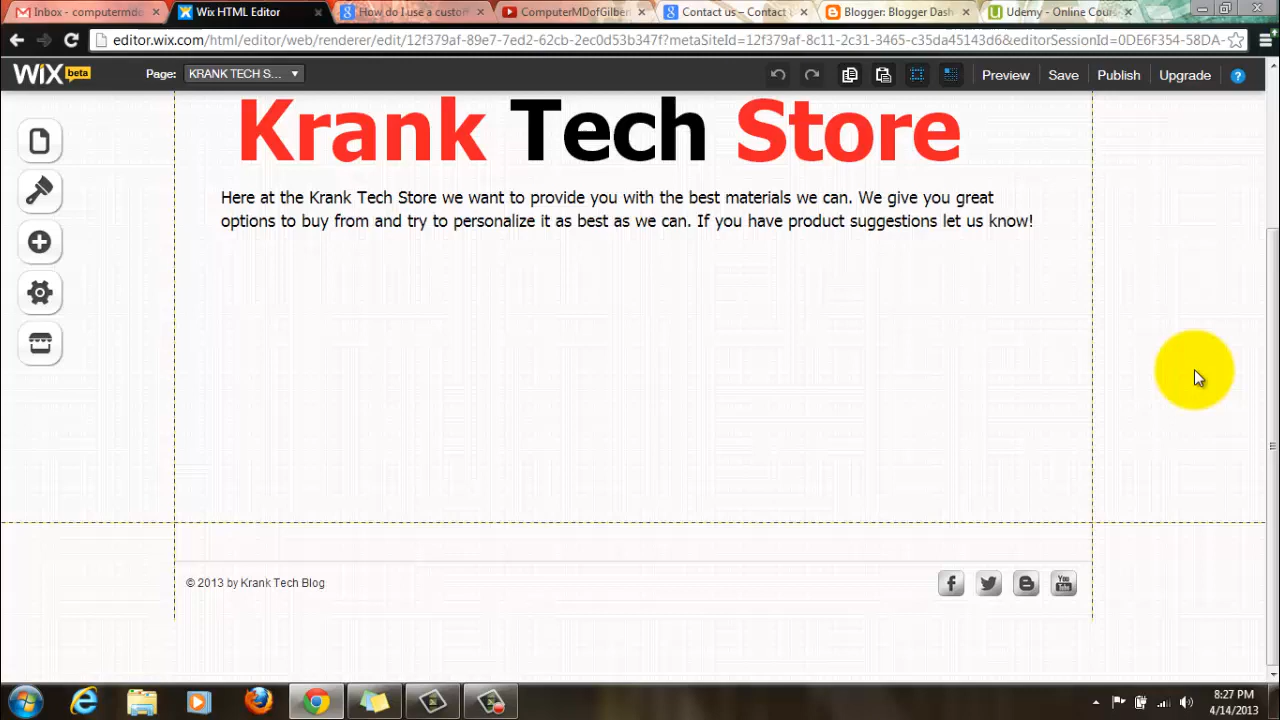 Inbox - computermdo
Wix HTML Editor
How do I use a custo
ComputerMDofGilber
Contact us – Contact
Blogger: Blogger Dash
Udemy - Online Cour
editor.wix.com/html/editor/web/renderer/edit/12f379af-89e7-7ed2-62cb-2ec0d53b347f?metaSiteId=12f379af-8c11-2c31-3465-c35da45143d6&editorSessionId=0DE6F354-58DA-
WiX beta Page: KRANK TECH S... Preview Save Publish Upgrade ?
Krank Tech Store
Here at the Krank Tech Store we want to provide you with the best materials we can. We give you great
options to buy from and try to personalize it as best as we can. If you have product suggestions let us know!
© 2013 by Krank Tech Blog
You Tube
8:27 PM
4/14/2013